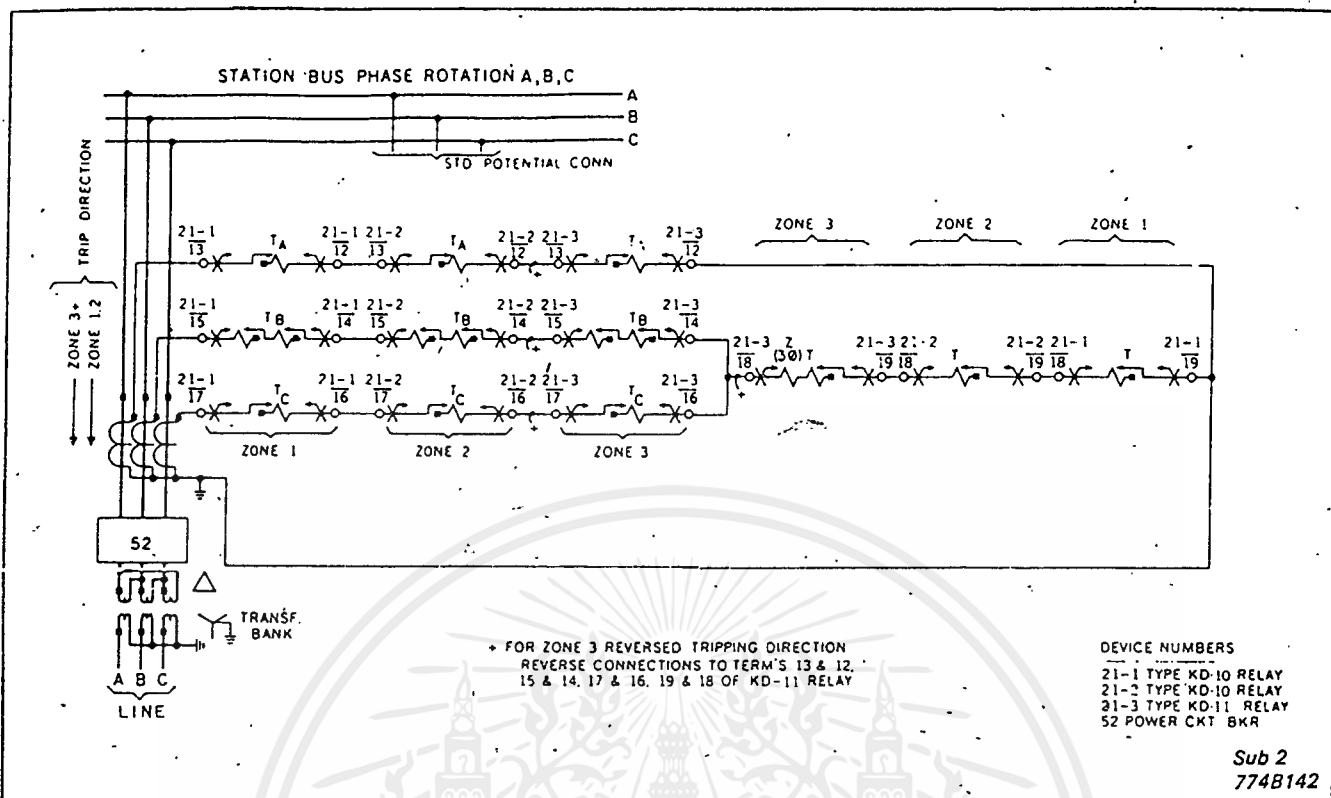 STATION BUS PHASE ROTATION A, B, C
A
B
C
STD POTENTIAL CONN
TRIP DIRECTION
ZONE 3+
ZONE 1.2
ZONE 3
ZONE 2
ZONE 1
21-1 13
TA
21-1 12
21-2 13
TA
21-2 12
21-3 13
T
21-3 12
+
21-1 15
TB
21-1 14
21-2 15
TB
21-2 14
21-3 15
TB
21-3 14
+
21-3 18
Z (30) T
21-3 19
21-2 18
T
21-2 19
21-1 18
T
21-1 19
+
21-1 17
TC
21-1 16
21-2 17
TC
21-2 16
21-3 17
TC
21-3 16
+
ZONE 1
ZONE 2
ZONE 3
52
TRANSF. BANK
A B C
LINE
+ FOR ZONE 3 REVERSED TRIPPING DIRECTION
REVERSE CONNECTIONS TO TERM'S 13 & 12,
15 & 14, 17 & 16, 19 & 18 OF KD-11 RELAY
DEVICE NUMBERS
21-1 TYPE KD-10 RELAY
21-2 TYPE KD-10 RELAY
21-3 TYPE KD-11 RELAY
52 POWER CKT BKR
Sub 2
774B142